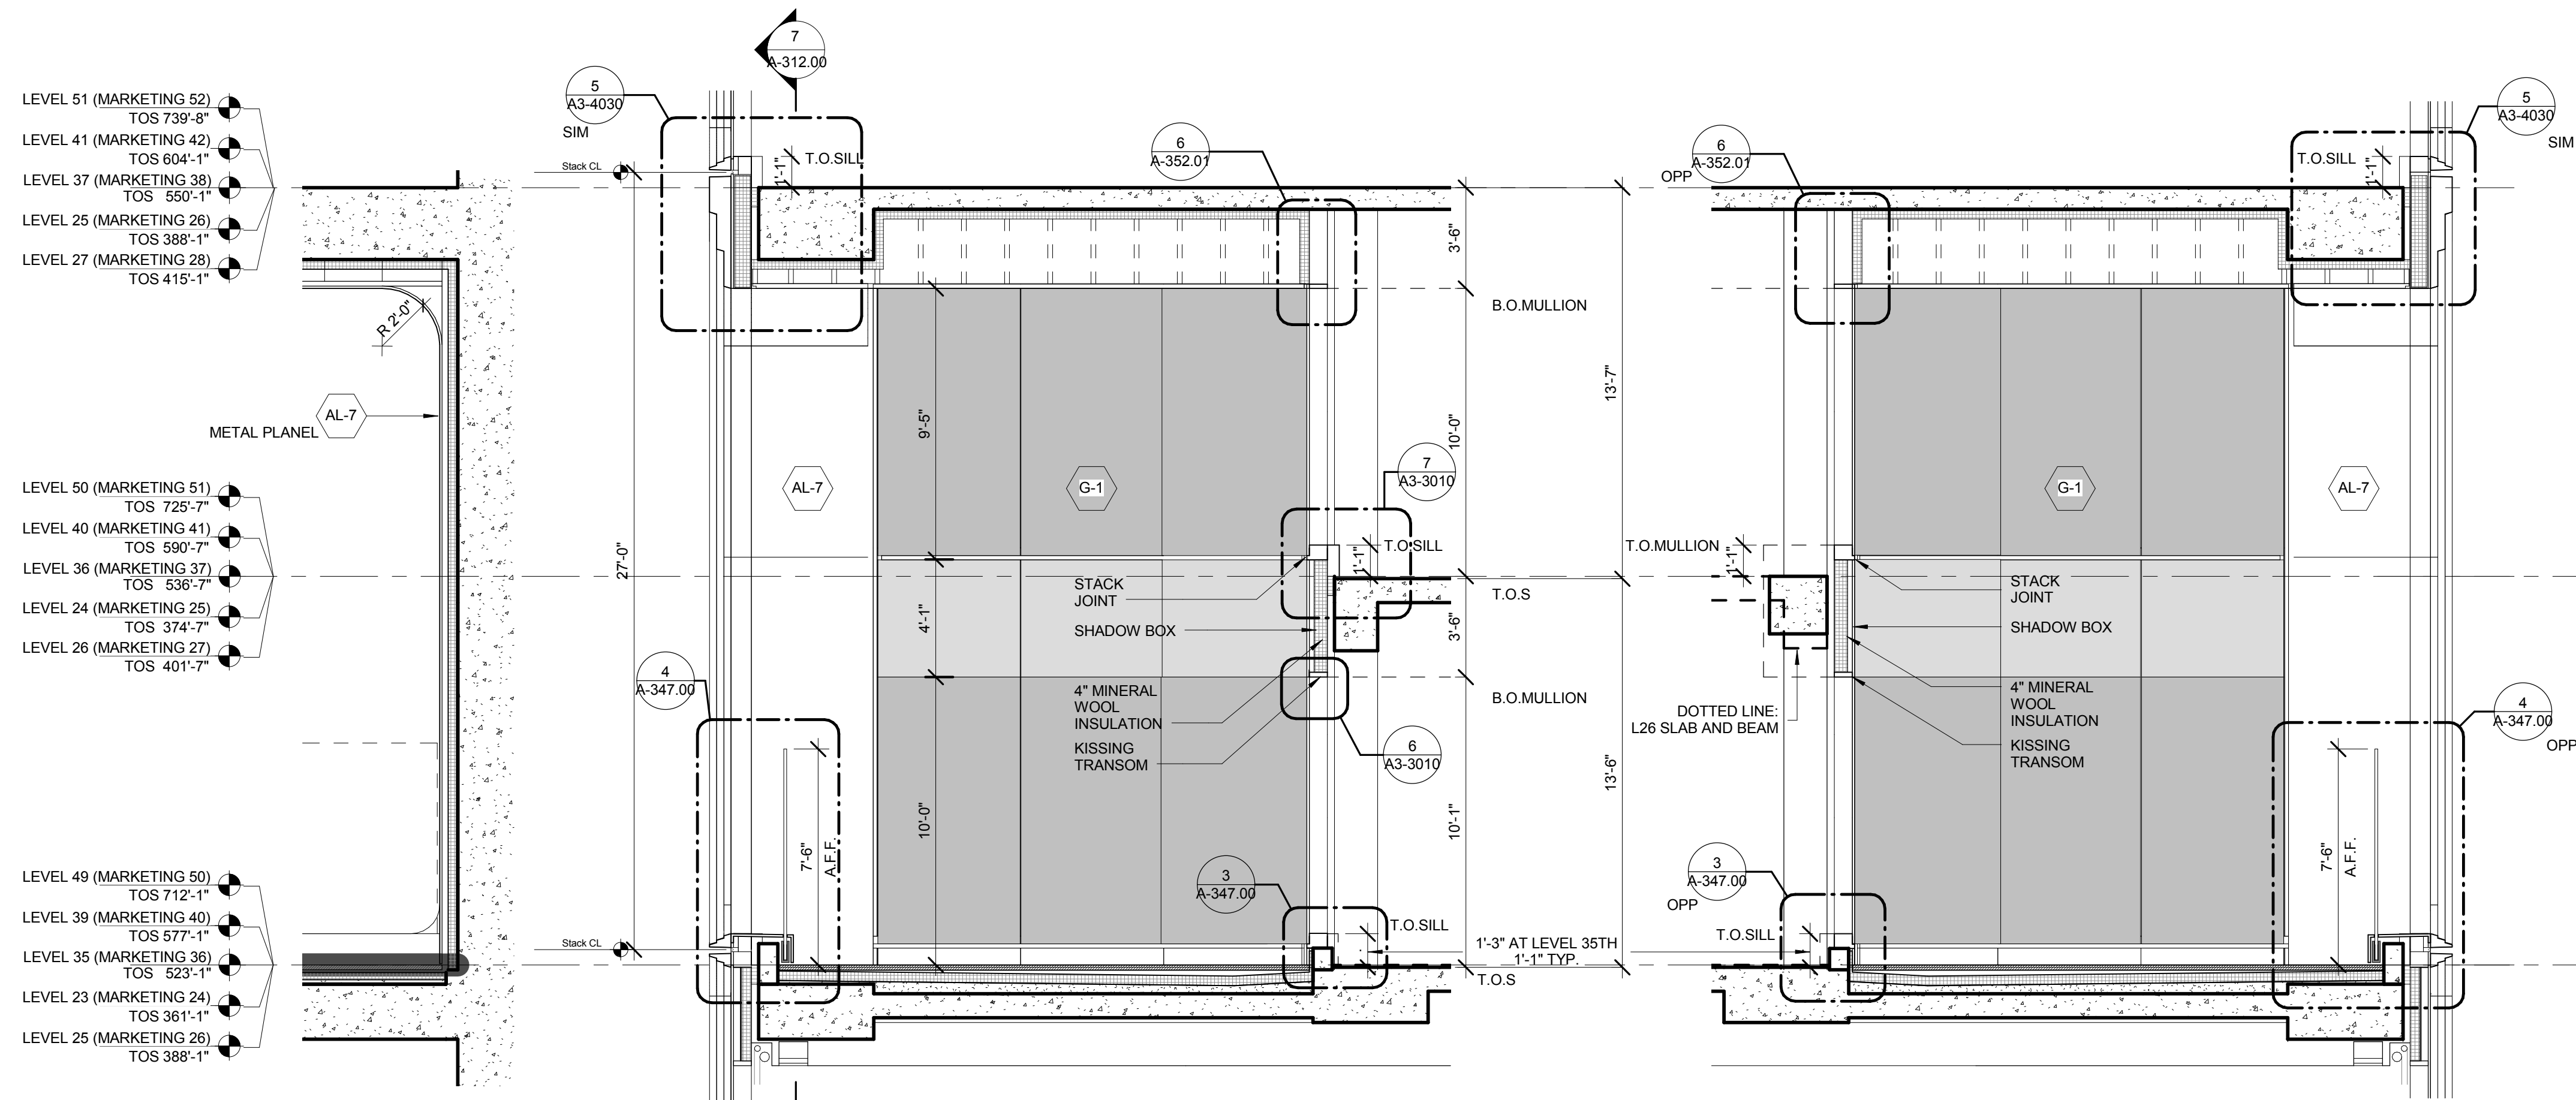 LEVEL 51 (MARKETING 52)
TOS 739'-8"
LEVEL 41 (MARKETING 42)
TOS 604'-1"
LEVEL 37 (MARKETING 38)
TOS 550'-1"
LEVEL 25 (MARKETING 26)
TOS 388'-1"
LEVEL 27 (MARKETING 28)
TOS 415'-1"
R 2'-0"
AL-7
METAL PLANEL
LEVEL 50 (MARKETING 51)
TOS 725'-7"
LEVEL 40 (MARKETING 41)
TOS 590'-7"
LEVEL 36 (MARKETING 37)
TOS 536'-7"
LEVEL 24 (MARKETING 25)
TOS 374'-7"
LEVEL 26 (MARKETING 27)
TOS 401'-7"
LEVEL 49 (MARKETING 50)
TOS 712'-1"
LEVEL 39 (MARKETING 40)
TOS 577'-1"
LEVEL 35 (MARKETING 36)
TOS 523'-1"
LEVEL 23 (MARKETING 24)
TOS 361'-1"
LEVEL 25 (MARKETING 26)
TOS 388'-1"
7
A-312.00
5
A3-4030
SIM
Stack CL
1'-1"
T.O.SILL
6
A-352.01
3'-6"
B.O.MULLION
9'-5"
10'-0"
13'-7"
AL-7
G-1
7
A3-3010
27'-0"
T.O.SILL
1'-1"
STACK
JOINT
T.O.S
4'-1"
SHADOW BOX
3'-6"
4
A-347.00
4" MINERAL
WOOL
INSULATION
B.O.MULLION
KISSING
TRANSOM
6
A3-3010
13'-6"
10'-0"
10'-1"
7'-6"
A.F.F.
3
A-347.00
Stack CL
T.O.SILL
1'-3" AT LEVEL 35TH
1'-1" TYP.
T.O.S
6
A-352.01
OPP
5
A3-4030
SIM
T.O.SILL
1'-1"
G-1
AL-7
T.O.MULLION
1'-1"
STACK
JOINT
SHADOW BOX
4" MINERAL
WOOL
INSULATION
DOTTED LINE:
L26 SLAB AND BEAM
KISSING
TRANSOM
4
A-347.00
OPP
7'-6"
A.F.F.
3
A-347.00
OPP
T.O.SILL